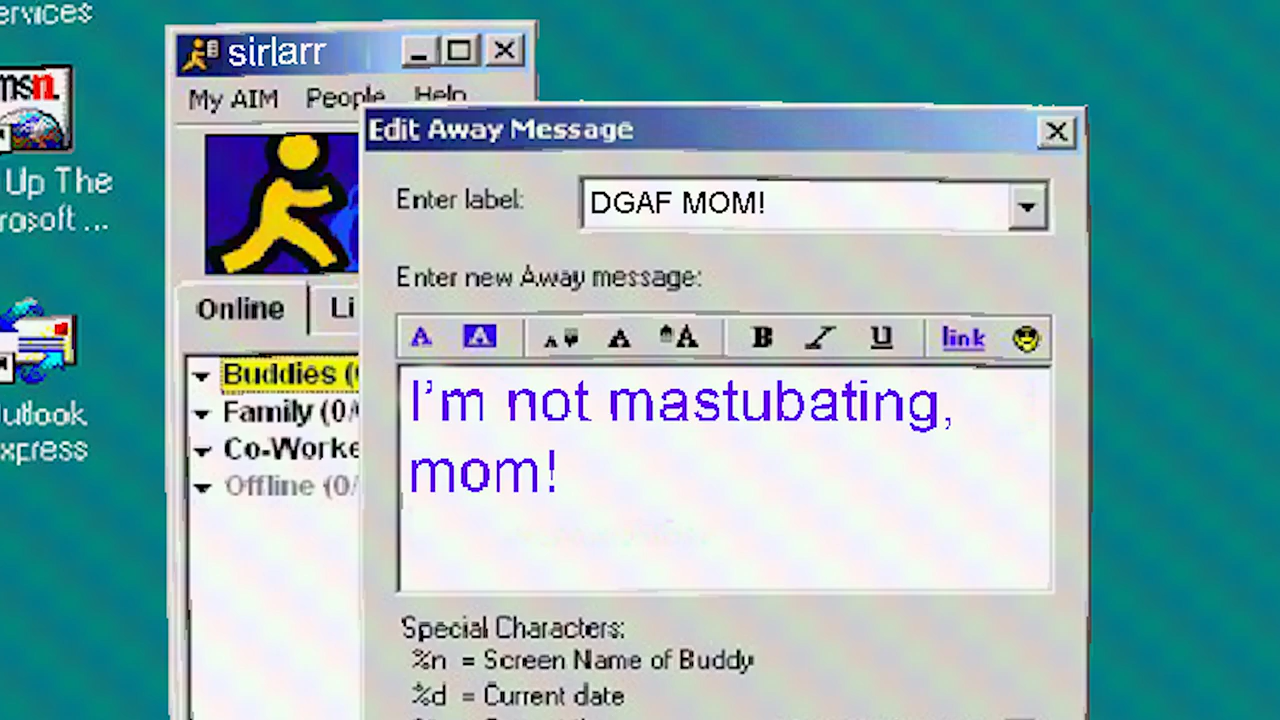 ervices
sirlarr
msn.
My AIM People Help
Edit Away Message
Up The
rosoft ...
Enter label: DGAF MOM!
Enter new Away message:
Online Li
A A A A A B I U link
Buddies (
Family (0/
Co-Worke
Offline (0/
utlook
xpress
I'm not mastubating,
mom!
Special Characters:
%n = Screen Name of Buddy
%d = Current date